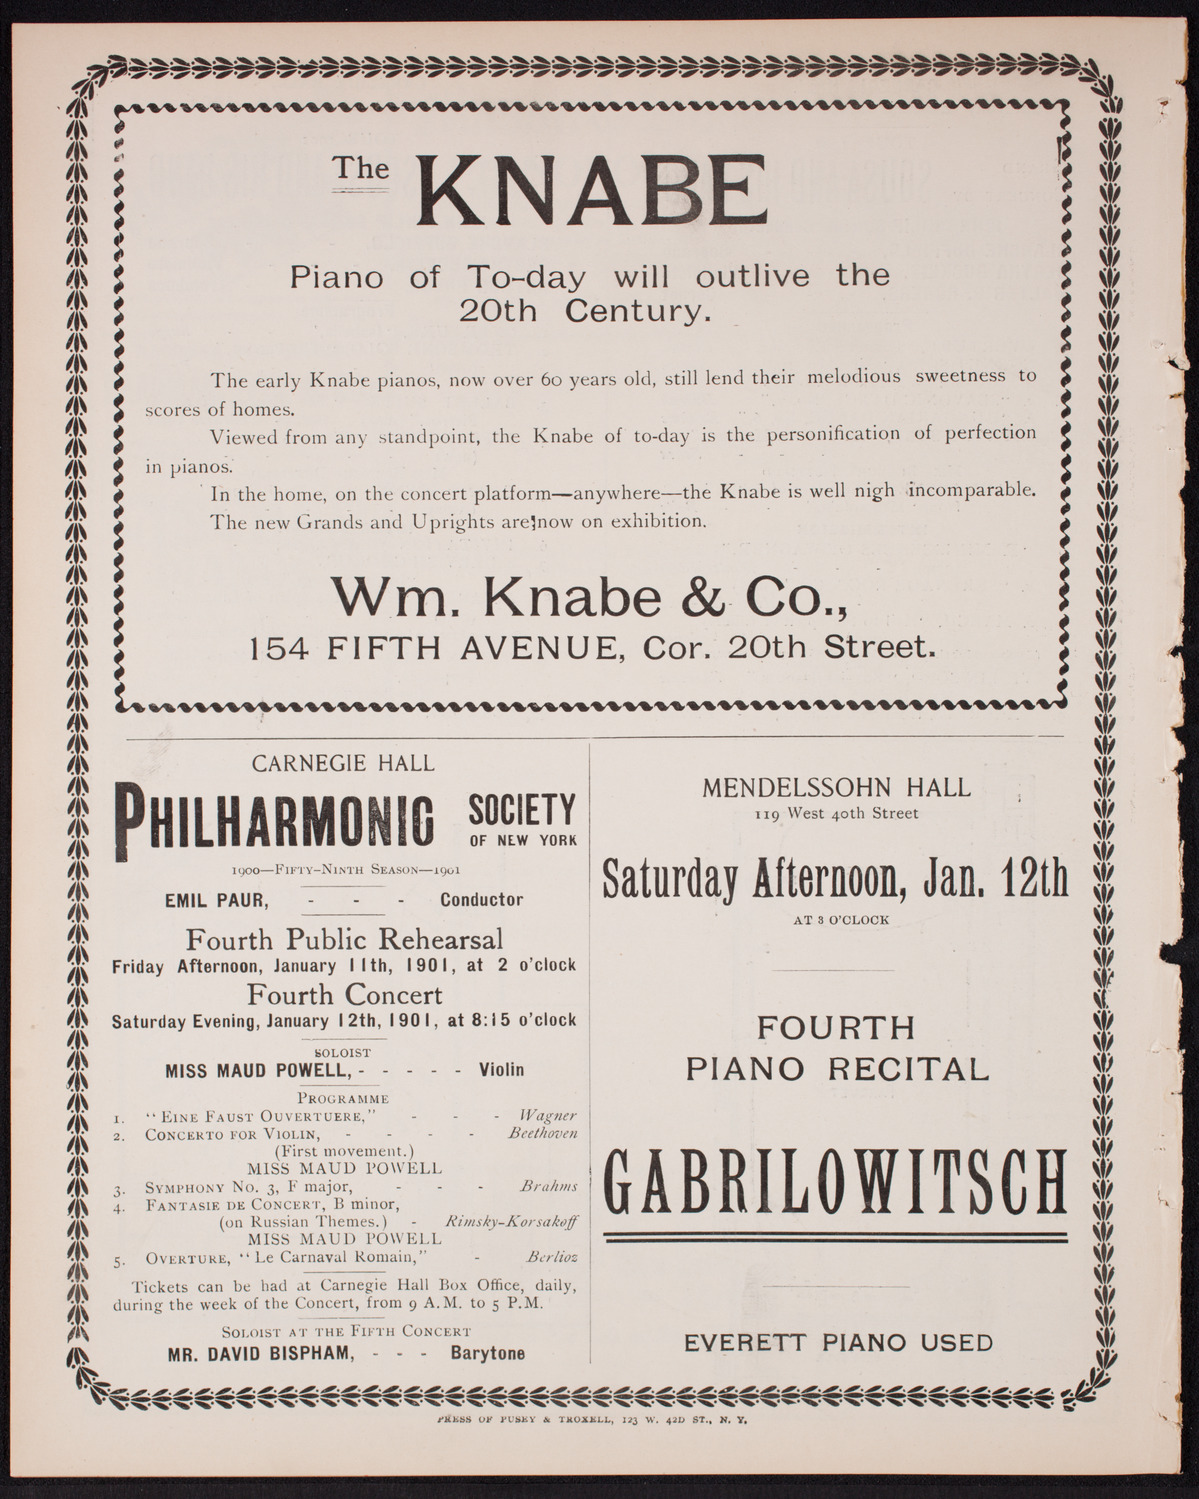 The KNABE
Piano of To-day will outlive the
20th Century.
The early Knabe pianos, now over 60 years old, still lend their melodious sweetness to
scores of homes.
Viewed from any standpoint, the Knabe of to-day is the personification of perfection
in pianos.
In the home, on the concert platform—anywhere—the Knabe is well nigh incomparable.
The new Grands and Uprights are now on exhibition.
Wm. Knabe & Co.,
154 FIFTH AVENUE, Cor. 20th Street.
CARNEGIE HALL
PHILHARMONIC SOCIETY
OF NEW YORK
1900—FIFTY-NINTH SEASON—1901
EMIL PAUR, - - - Conductor
Fourth Public Rehearsal
Friday Afternoon, January 11th, 1901, at 2 o'clock
Fourth Concert
Saturday Evening, January 12th, 1901, at 8:15 o'clock
SOLOIST
MISS MAUD POWELL, - - - - - Violin
PROGRAMME
1. "EINE FAUST OUVERTUERE," - - - Wagner
2. CONCERTO FOR VIOLIN, - - - - Beethoven
(First movement.)
MISS MAUD POWELL
3. SYMPHONY No. 3, F major, - - - Brahms
4. FANTASIE DE CONCERT, B minor,
(on Russian Themes.) - Rimsky-Korsakoff
MISS MAUD POWELL
5. OVERTURE, "Le Carnaval Romain," - Berlioz
Tickets can be had at Carnegie Hall Box Office, daily,
during the week of the Concert, from 9 A.M. to 5 P.M.
SOLOIST AT THE FIFTH CONCERT
MR. DAVID BISPHAM, - - - Barytone
MENDELSSOHN HALL
119 West 40th Street
Saturday Afternoon, Jan. 12th
AT 3 O'CLOCK
FOURTH
PIANO RECITAL
GABRILOWITSCH
EVERETT PIANO USED
PRESS OF PUSEY & TROXELL, 123 W. 42D ST., N. Y.